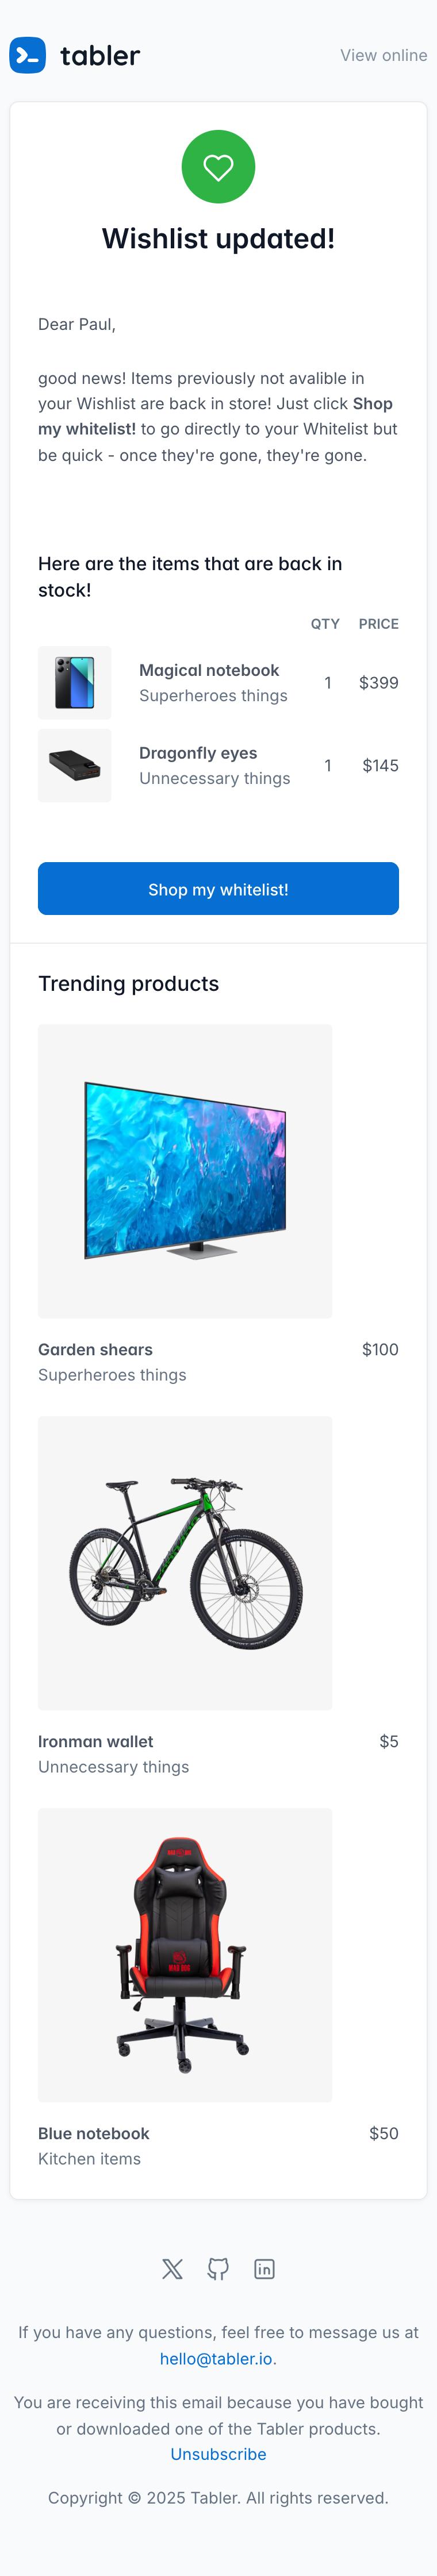 tabler
View online
Wishlist updated!
Dear Paul,
good news! Items previously not avalible in
your Wishlist are back in store! Just click Shop
my whitelist! to go directly to your Whitelist but
be quick - once they're gone, they're gone.
Here are the items that are back in
stock!
QTY PRICE
Magical notebook
Superheroes things
1 $399
Dragonfly eyes
Unnecessary things
1 $145
Shop my whitelist!
Trending products
Garden shears $100
Superheroes things
Ironman wallet $5
Unnecessary things
MAD DOG
Blue notebook $50
Kitchen items
If you have any questions, feel free to message us at
hello@tabler.io.
You are receiving this email because you have bought
or downloaded one of the Tabler products.
Unsubscribe
Copyright © 2025 Tabler. All rights reserved.